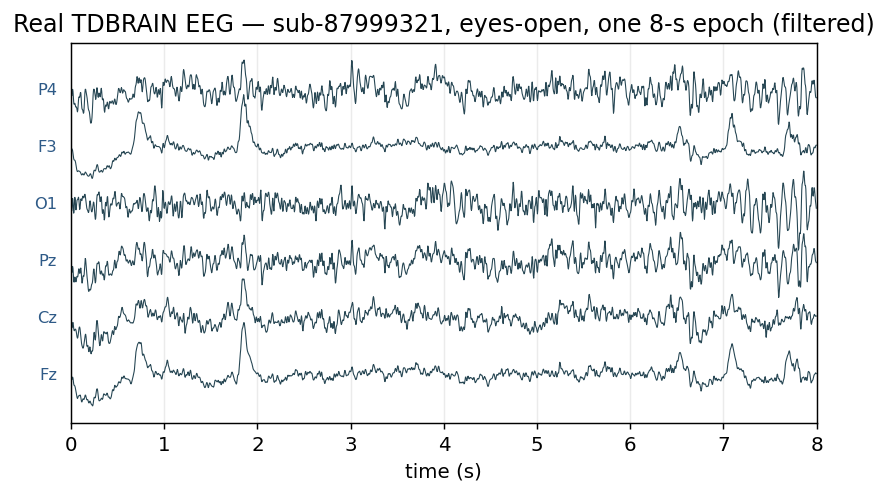 Real TDBRAIN EEG — sub-87999321, eyes-open, one 8-s epoch (filtered)
P4
F3
O1
Pz
Cz
Fz
0 1 2 3 4 5 6 7 8
time (s)